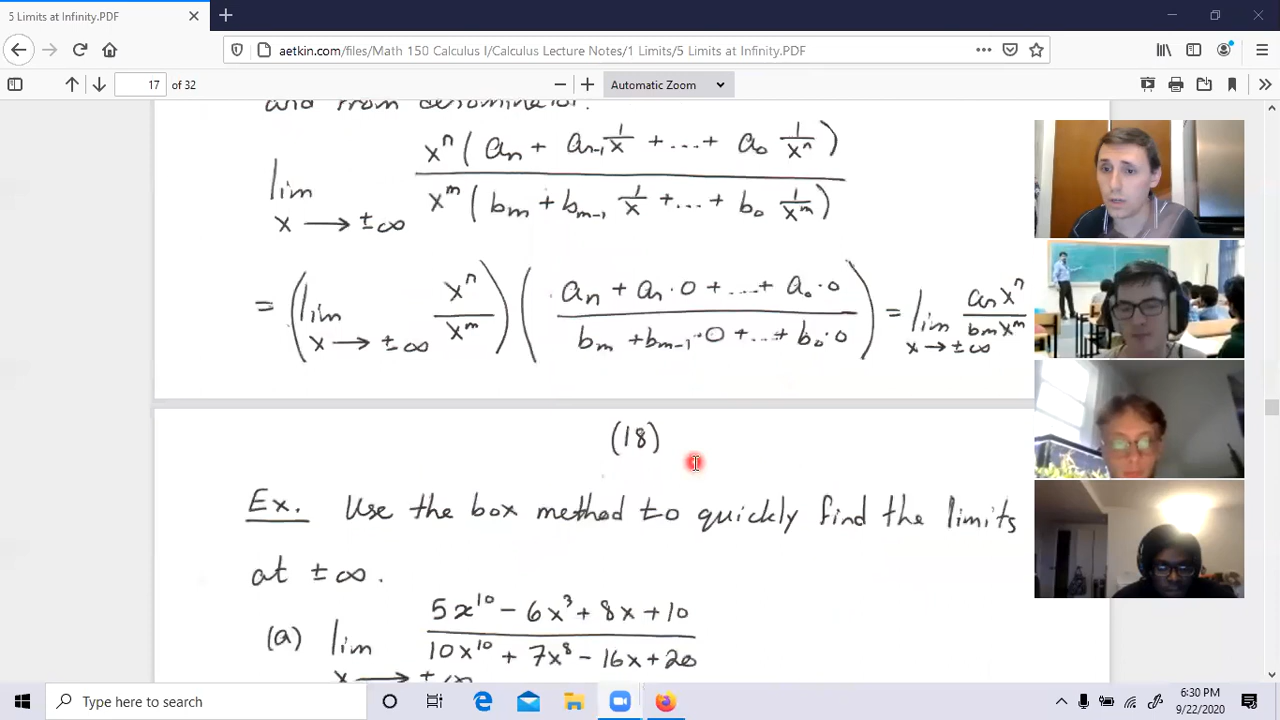 5 Limits at Infinity.PDF
aetkin.com/files/Math 150 Calculus I/Calculus Lecture Notes/1 Limits/5 Limits at Infinity.PDF
17 of 32
Automatic Zoom
and from denominator.
lim x → ±∞ xⁿ( aₙ + aₙ₋₁ 1/x + ... + a₀ 1/xⁿ ) / xᵐ( bₘ + bₘ₋₁ 1/x + ... + b₀ 1/xᵐ )
= ( lim x → ±∞ xⁿ/xᵐ ) ( aₙ + aₙ · 0 + ... + a₀ · 0 / bₘ + bₘ₋₁ · 0 + ... + b₀ · 0 ) = lim x → ±∞ aₙxⁿ/bₘxᵐ
(18)
Ex. Use the box method to quickly find the limits
at ±∞.
(a) lim x → ±∞ 5x¹⁰ - 6x³ + 8x + 10 / 10x¹⁰ + 7x⁸ - 16x + 20
Type here to search
6:30 PM
9/22/2020